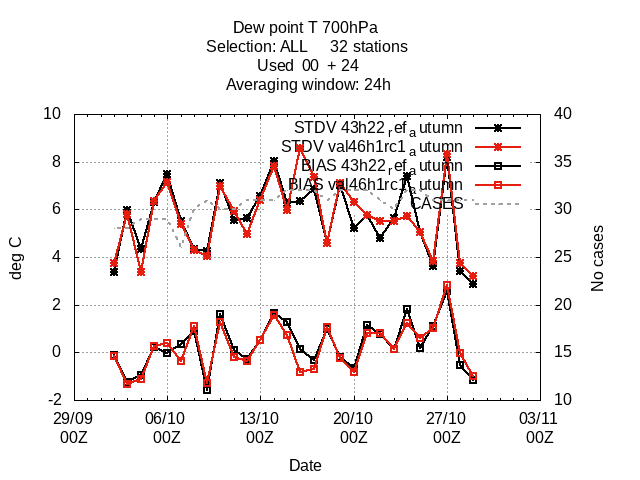 Dew point T 700hPa
Selection: ALL 32 stations
Used 00 + 24
Averaging window: 24h
STDV 43h22_ref_autumn
STDV val46h1rc1_autumn
BIAS 43h22_ref_autumn
BIAS val46h1rc1_autumn
CASES
10 40
8 35
6 30
4 25
2 20
0 15
-2 10
deg C
No cases
29/09 06/10 13/10 20/10 27/10 03/11
00Z 00Z 00Z 00Z 00Z 00Z
Date